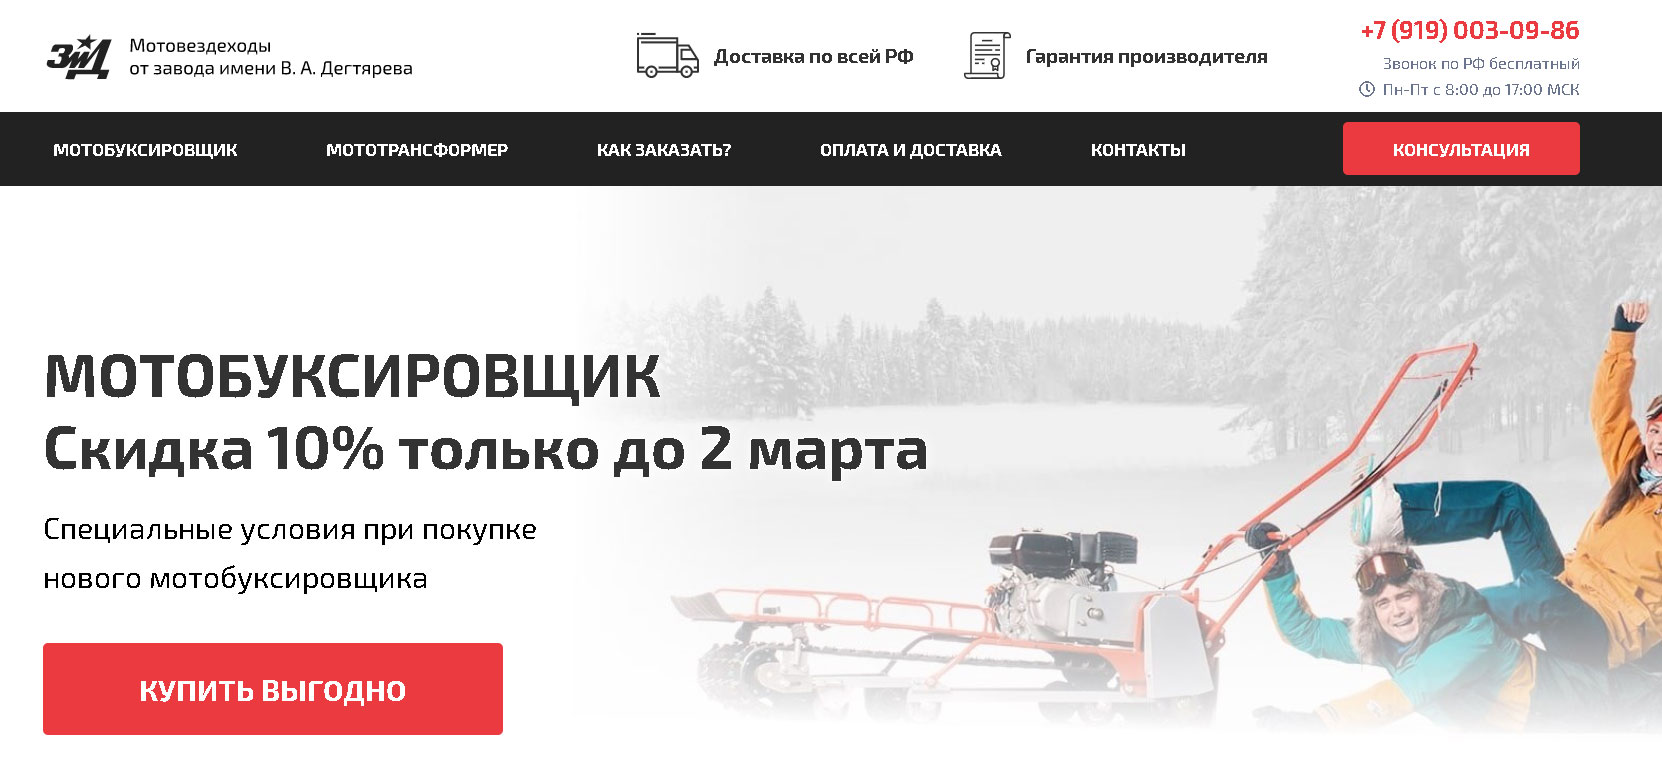 ЗиД
Мотовездеходы
от завода имени В. А. Дегтярева
Доставка по всей РФ
Гарантия производителя
+7 (919) 003-09-86
Звонок по РФ бесплатный
Пн-Пт с 8:00 до 17:00 МСК
МОТОБУКСИРОВЩИК
МОТОТРАНСФОРМЕР
КАК ЗАКАЗАТЬ?
ОПЛАТА И ДОСТАВКА
КОНТАКТЫ
КОНСУЛЬТАЦИЯ
МОТОБУКСИРОВЩИК
Скидка 10% только до 2 марта
Специальные условия при покупке
нового мотобуксировщика
КУПИТЬ ВЫГОДНО